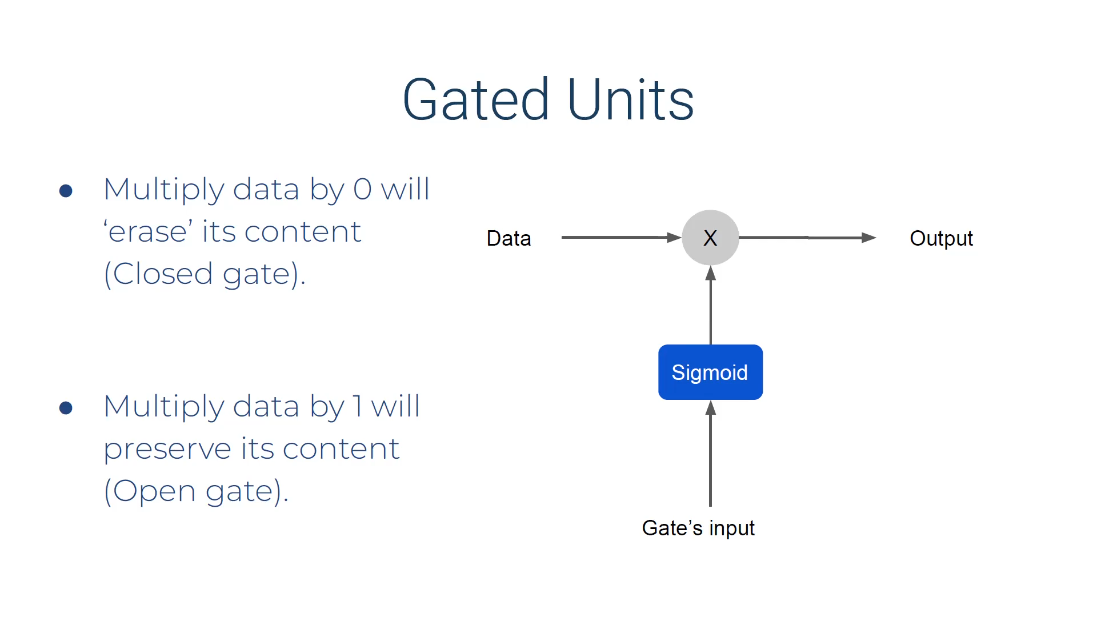 Gated Units
● Multiply data by 0 will
‘erase’ its content
(Closed gate).
● Multiply data by 1 will
preserve its content
(Open gate).
Data
X
Output
Sigmoid
Gate’s input